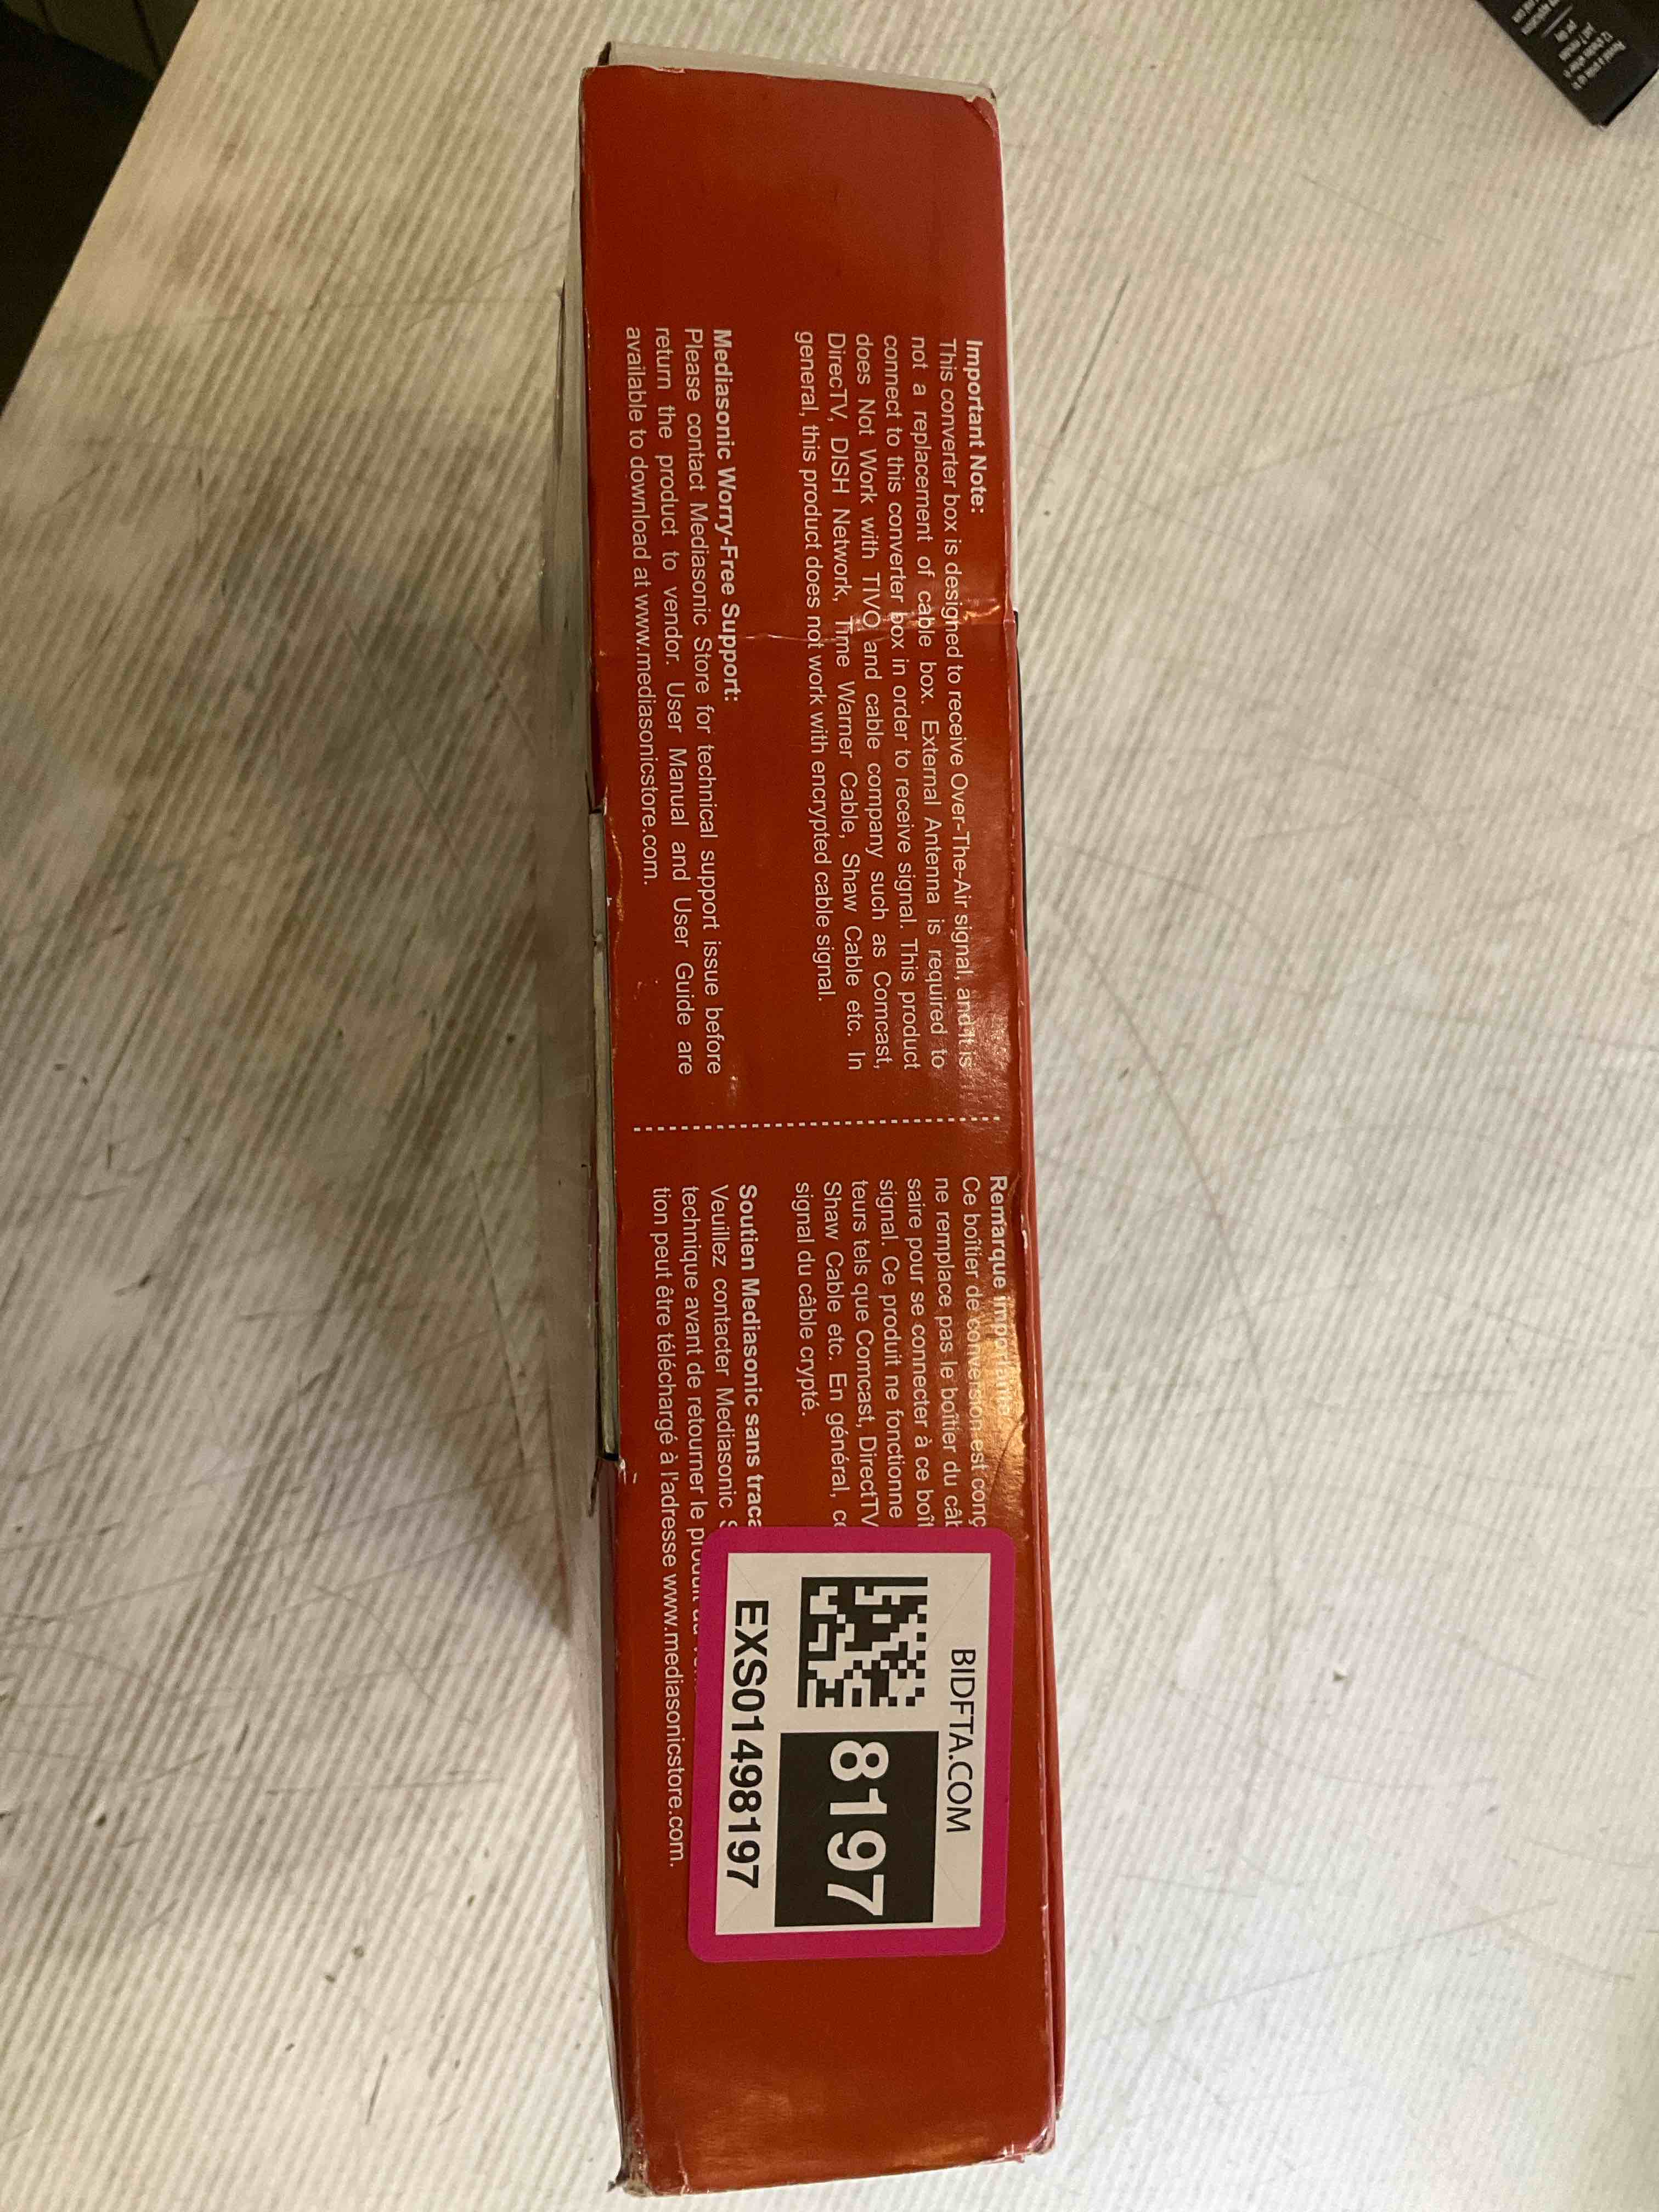 Important Note:
This converter box is designed to receive Over-The-Air signal, and it is
not a replacement of cable box. External Antenna is required to
connect to this converter box in order to receive signal. This product
does Not Work with TIVO and cable company such as Comcast,
DirecTV, DISH Network, Time Warner Cable, Shaw Cable etc. In
general, this product does not work with encrypted cable signal.
Mediasonic Worry-Free Support:
Please contact Mediasonic Store for technical support issue before
return the product to vendor. User Manual and User Guide are
available to download at www.mediasonicstore.com.
Remarque importante
Ce boîtier de conversion est conç
ne remplace pas le boîtier du câb
saire pour se connecter à ce boît
signal. Ce produit ne fonctionne
teurs tels que Comcast, DirectTV
Shaw Cable etc. En général, ce
signal du câble crypté.
Soutien Mediasonic sans traca
Veuillez contacter Mediasonic S
technique avant de retourner le produit au
tion peut être téléchargé à l'adresse www.mediasonicstore.com.
BIDFTA.COM
8197
EXS01498197